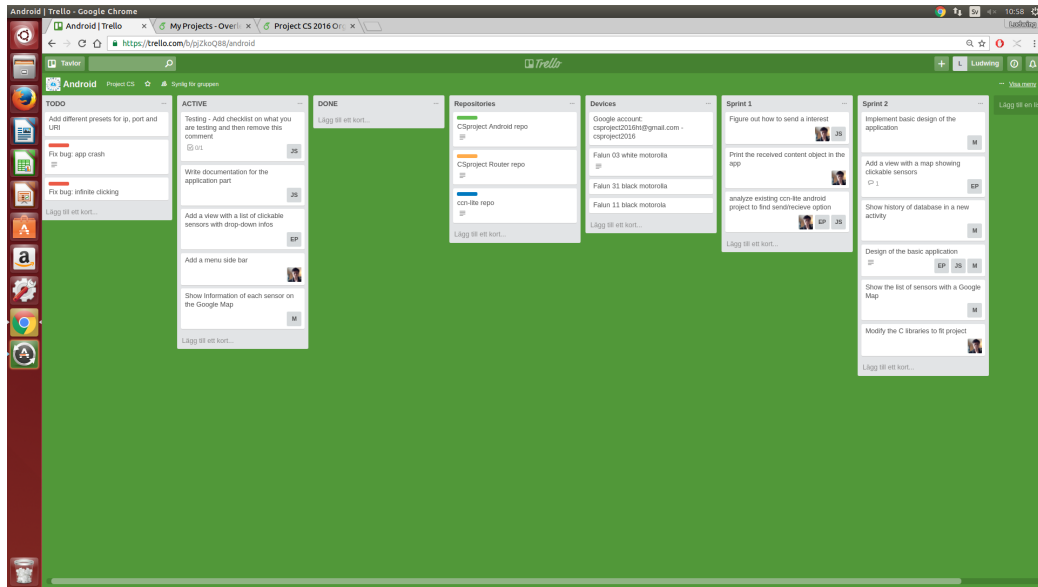 Android | Trello - Google Chrome
Sv
10:58
Android | Trello
My Projects - Overl
Project CS 2016 Org
Ludwing
https://trello.com/b/pjZkoQ88/android
Tavlor
Trello
L Ludwing
Android
Project CS
Synlig för gruppen
Visa meny
TODO
Add different presets for ip, port and
URI
Fix bug: app crash
Fix bug: infinite clicking
Lägg till ett kort...
ACTIVE
Testing - Add checklist on what you
are testing and then remove this
comment
0/1
JS
Write documentation for the
application part
JS
Add a view with a list of clickable
sensors with drop-down infos
EP
Add a menu side bar
Show Information of each sensor on
the Google Map
M
Lägg till ett kort...
DONE
Lägg till ett kort...
Repositories
CSproject Android repo
CSproject Router repo
ccn-lite repo
Lägg till ett kort...
Devices
Google account:
csproject2016ht@gmail.com -
csproject2016
Falun 03 white motorolla
Falun 31 black motorolla
Falun 11 black motorola
Lägg till ett kort...
Sprint 1
Figure out how to send a interest
JS
Print the received content object in the
app
analyze existing ccn-lite android
project to find send/recieve option
EP JS
Lägg till ett kort...
Sprint 2
Implement basic design of the
application
M
Add a view with a map showing
clickable sensors
1
EP
Show history of database in a new
activity
M
Design of the basic application
EP JS M
Show the list of sensors with a Google
Map
M
Modify the C libraries to fit project
Lägg till ett kort...
Lägg till en li